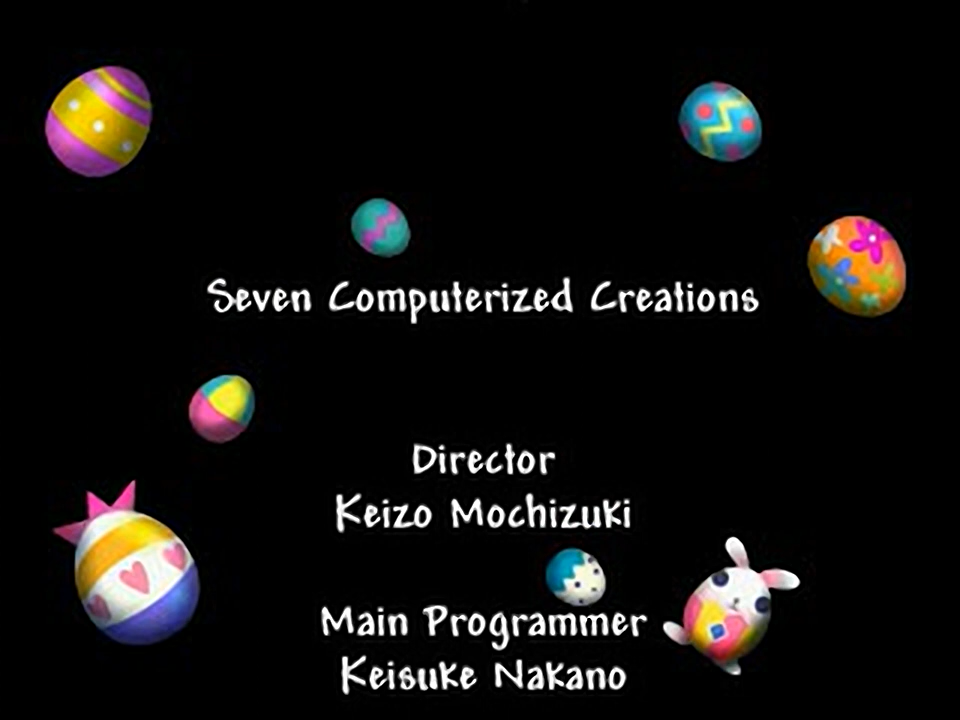 Seven Computerized Creations
Director
Keizo Mochizuki
Main Programmer
Keisuke Nakano